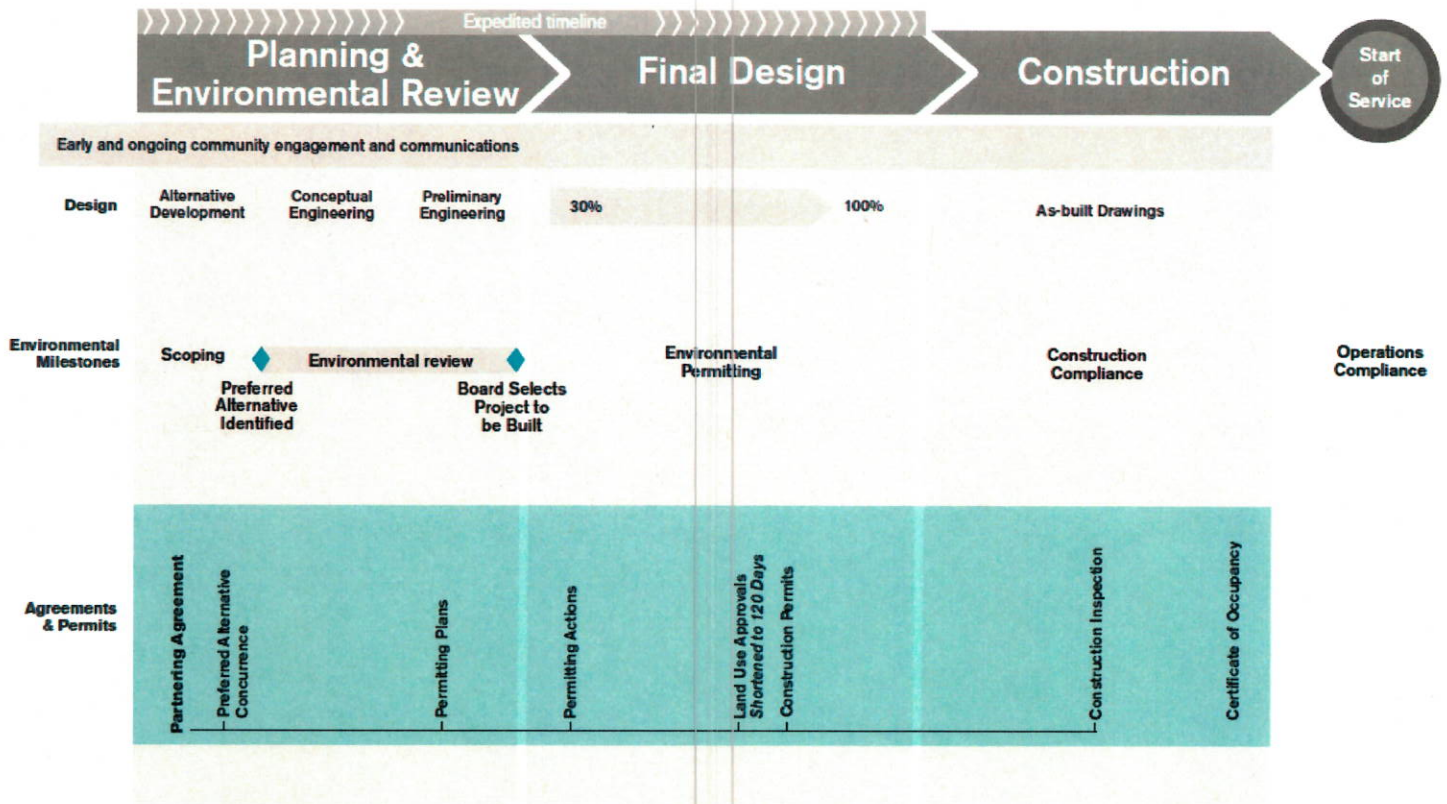 Expedited timeline
Planning &
Environmental Review
Final Design
Construction
Start
of
Service
Early and ongoing community engagement and communications
Design
Alternative
Development
Conceptual
Engineering
Preliminary
Engineering
30%
100%
As-built Drawings
Environmental
Milestones
Scoping
Environmental review
Preferred
Alternative
Identified
Board Selects
Project to
be Built
Environmental
Permitting
Construction
Compliance
Operations
Compliance
Agreements
& Permits
Partnering Agreement
Preferred Alternative
Concurrence
Permitting Plans
Permitting Actions
Land Use Approvals
Shortened to 120 Days
Construction Permits
Construction Inspection
Certificate of Occupancy